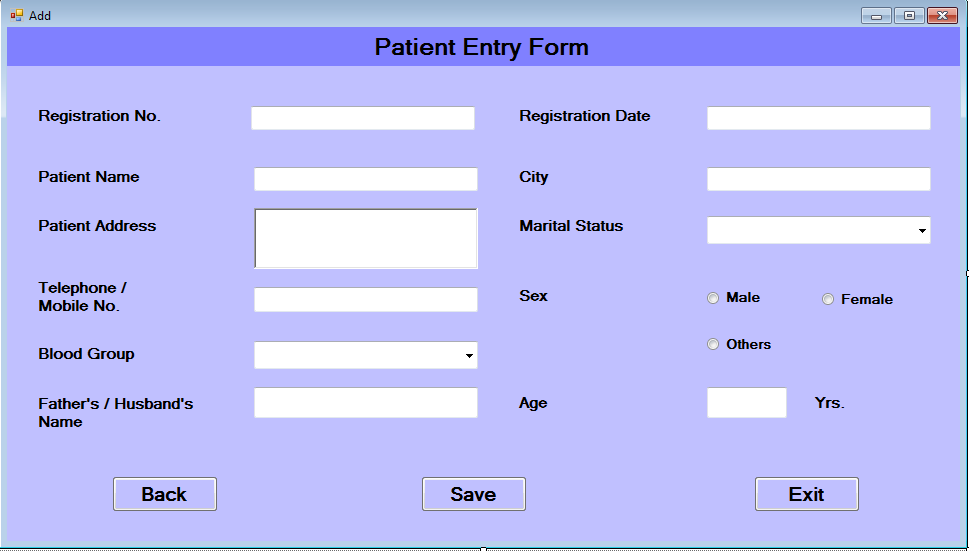 Add
Patient Entry Form
Registration No.
Registration Date
Patient Name
City
Patient Address
Marital Status
Telephone /
Mobile No.
Sex
Male
Female
Others
Blood Group
Father's / Husband's
Name
Age
Yrs.
Back
Save
Exit